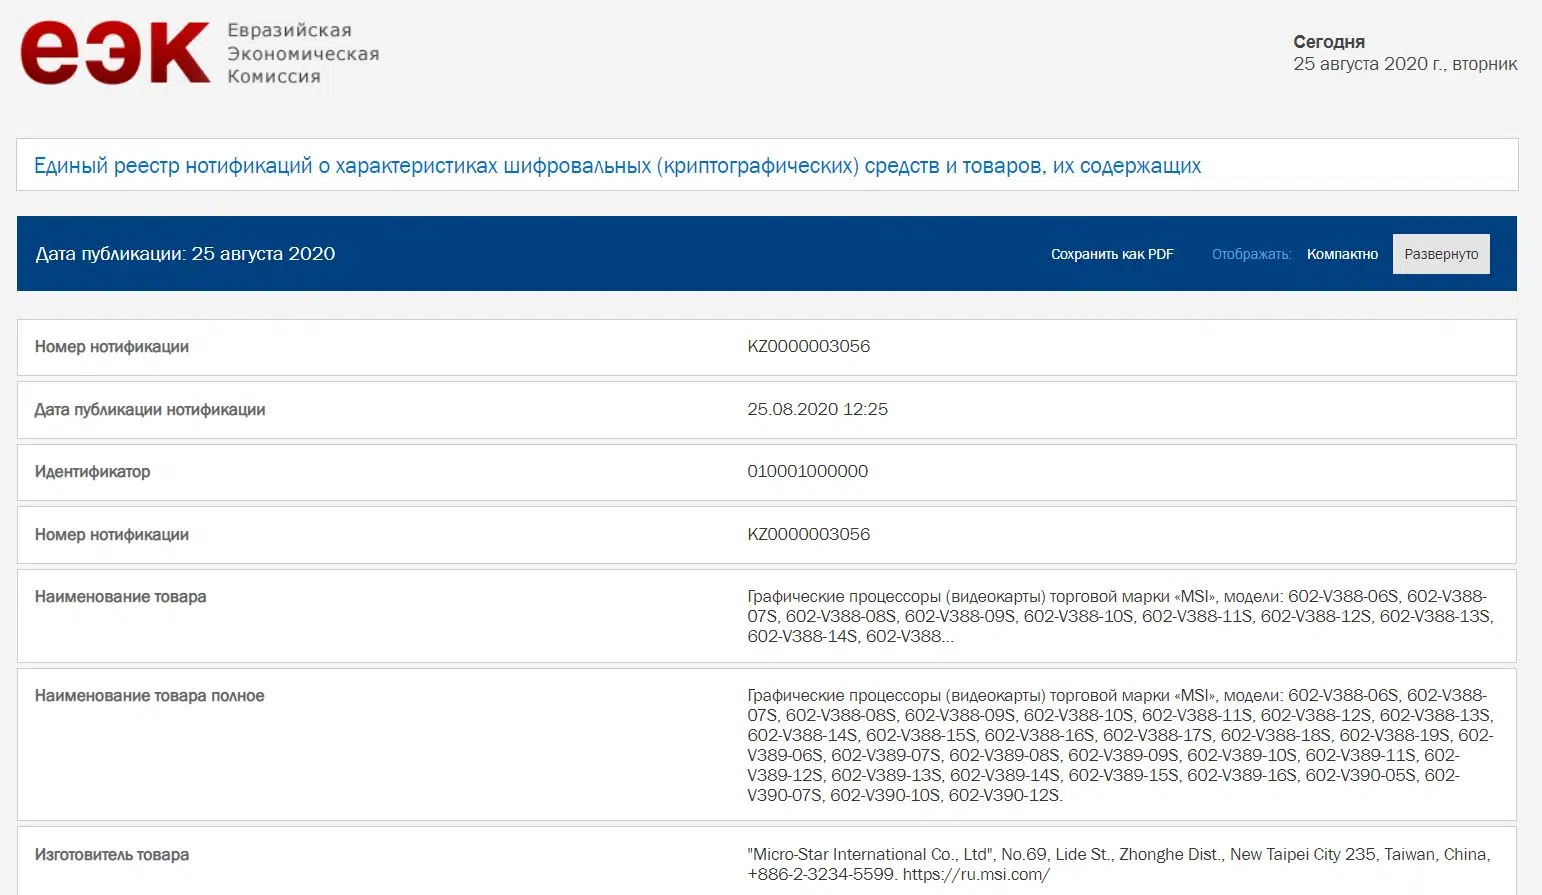 еэк
Евразийская
Экономическая
Комиссия
Сегодня
25 августа 2020 г., вторник
Единый реестр нотификаций о характеристиках шифровальных (криптографических) средств и товаров, их содержащих
Дата публикации: 25 августа 2020
Сохранить как PDF
Отображать:
Компактно
Развернуто
Номер нотификации
KZ0000003056
Дата публикации нотификации
25.08.2020 12:25
Идентификатор
010001000000
Номер нотификации
KZ0000003056
Наименование товара
Графические процессоры (видеокарты) торговой марки «MSI», модели: 602-V388-06S, 602-V388-
07S, 602-V388-08S, 602-V388-09S, 602-V388-10S, 602-V388-11S, 602-V388-12S, 602-V388-13S,
602-V388-14S, 602-V388...
Наименование товара полное
Графические процессоры (видеокарты) торговой марки «MSI», модели: 602-V388-06S, 602-V388-
07S, 602-V388-08S, 602-V388-09S, 602-V388-10S, 602-V388-11S, 602-V388-12S, 602-V388-13S,
602-V388-14S, 602-V388-15S, 602-V388-16S, 602-V388-17S, 602-V388-18S, 602-V388-19S, 602-
V389-06S, 602-V389-07S, 602-V389-08S, 602-V389-09S, 602-V389-10S, 602-V389-11S, 602-
V389-12S, 602-V389-13S, 602-V389-14S, 602-V389-15S, 602-V389-16S, 602-V390-05S, 602-
V390-07S, 602-V390-10S, 602-V390-12S.
Изготовитель товара
"Micro-Star International Co., Ltd", No.69, Lide St., Zhonghe Dist., New Taipei City 235, Taiwan, China,
+886-2-3234-5599. https://ru.msi.com/